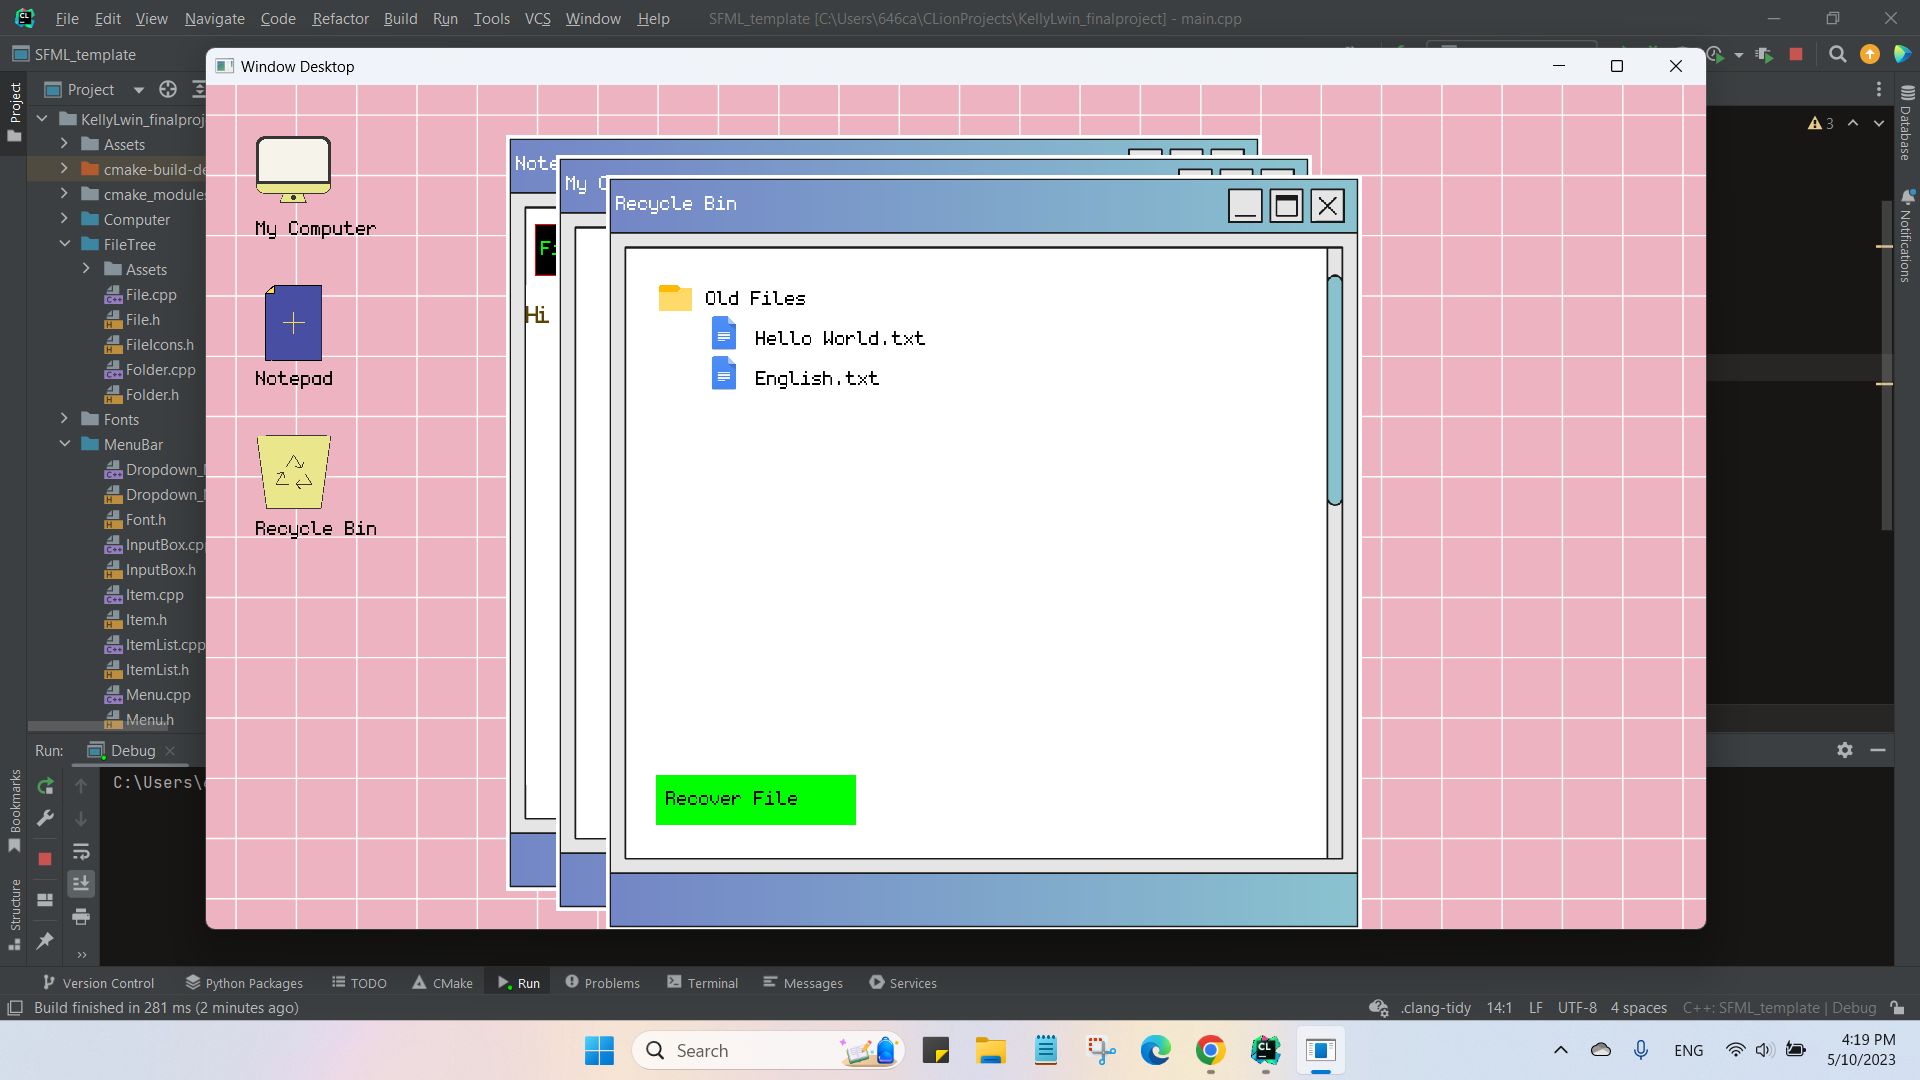 File Edit View Navigate Code Refactor Build Run Tools VCS Window Help SFML_template [C:\Users\646ca\CLionProjects\KellyLwin_finalproject] - main.cpp
SFML_template
Window Desktop
Project
Project
KellyLwin_finalproj
Assets
cmake-build-de
cmake_modules
Computer
FileTree
Assets
File.cpp
File.h
FileIcons.h
Folder.cpp
Folder.h
Fonts
MenuBar
Dropdown_
Dropdown_
Font.h
InputBox.cp
InputBox.h
Item.cpp
Item.h
ItemList.cpp
ItemList.h
Menu.cpp
Menu.h
My Computer
Notepad
Recycle Bin
Note
Hi
My
Recycle Bin
Old Files
Hello World.txt
English.txt
Recover File
3
Database
Notifications
Run: Debug
C:\Users\
Bookmarks
Structure
Version Control Python Packages TODO CMake Run Problems Terminal Messages Services
Build finished in 281 ms (2 minutes ago)
.clang-tidy 14:1 LF UTF-8 4 spaces C++: SFML_template | Debug
Search
ENG
4:19 PM
5/10/2023